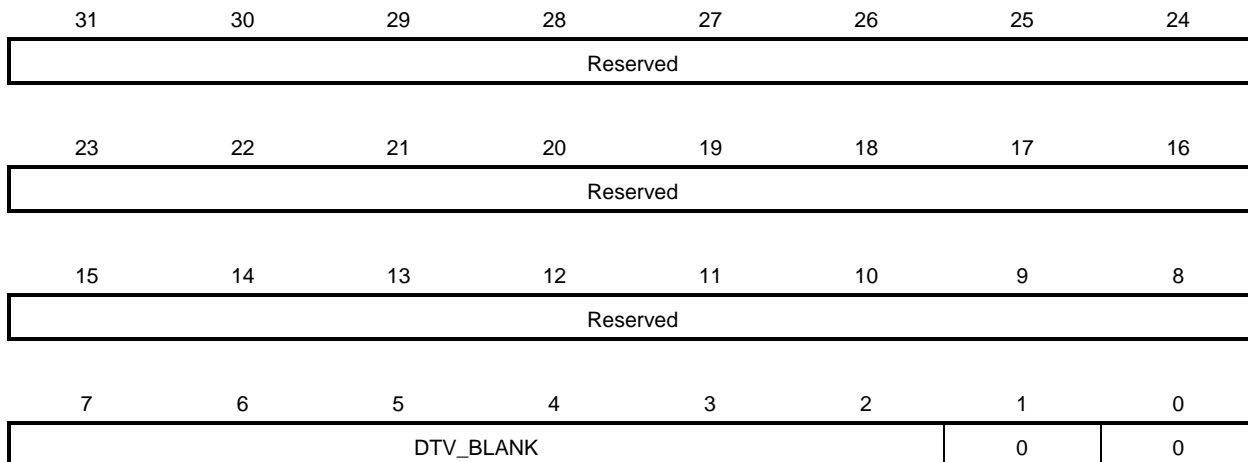 31 30 29 28 27 26 25 24
Reserved
23 22 21 20 19 18 17 16
Reserved
15 14 13 12 11 10 9 8
Reserved
7 6 5 4 3 2 1 0
DTV_BLANK 0 0